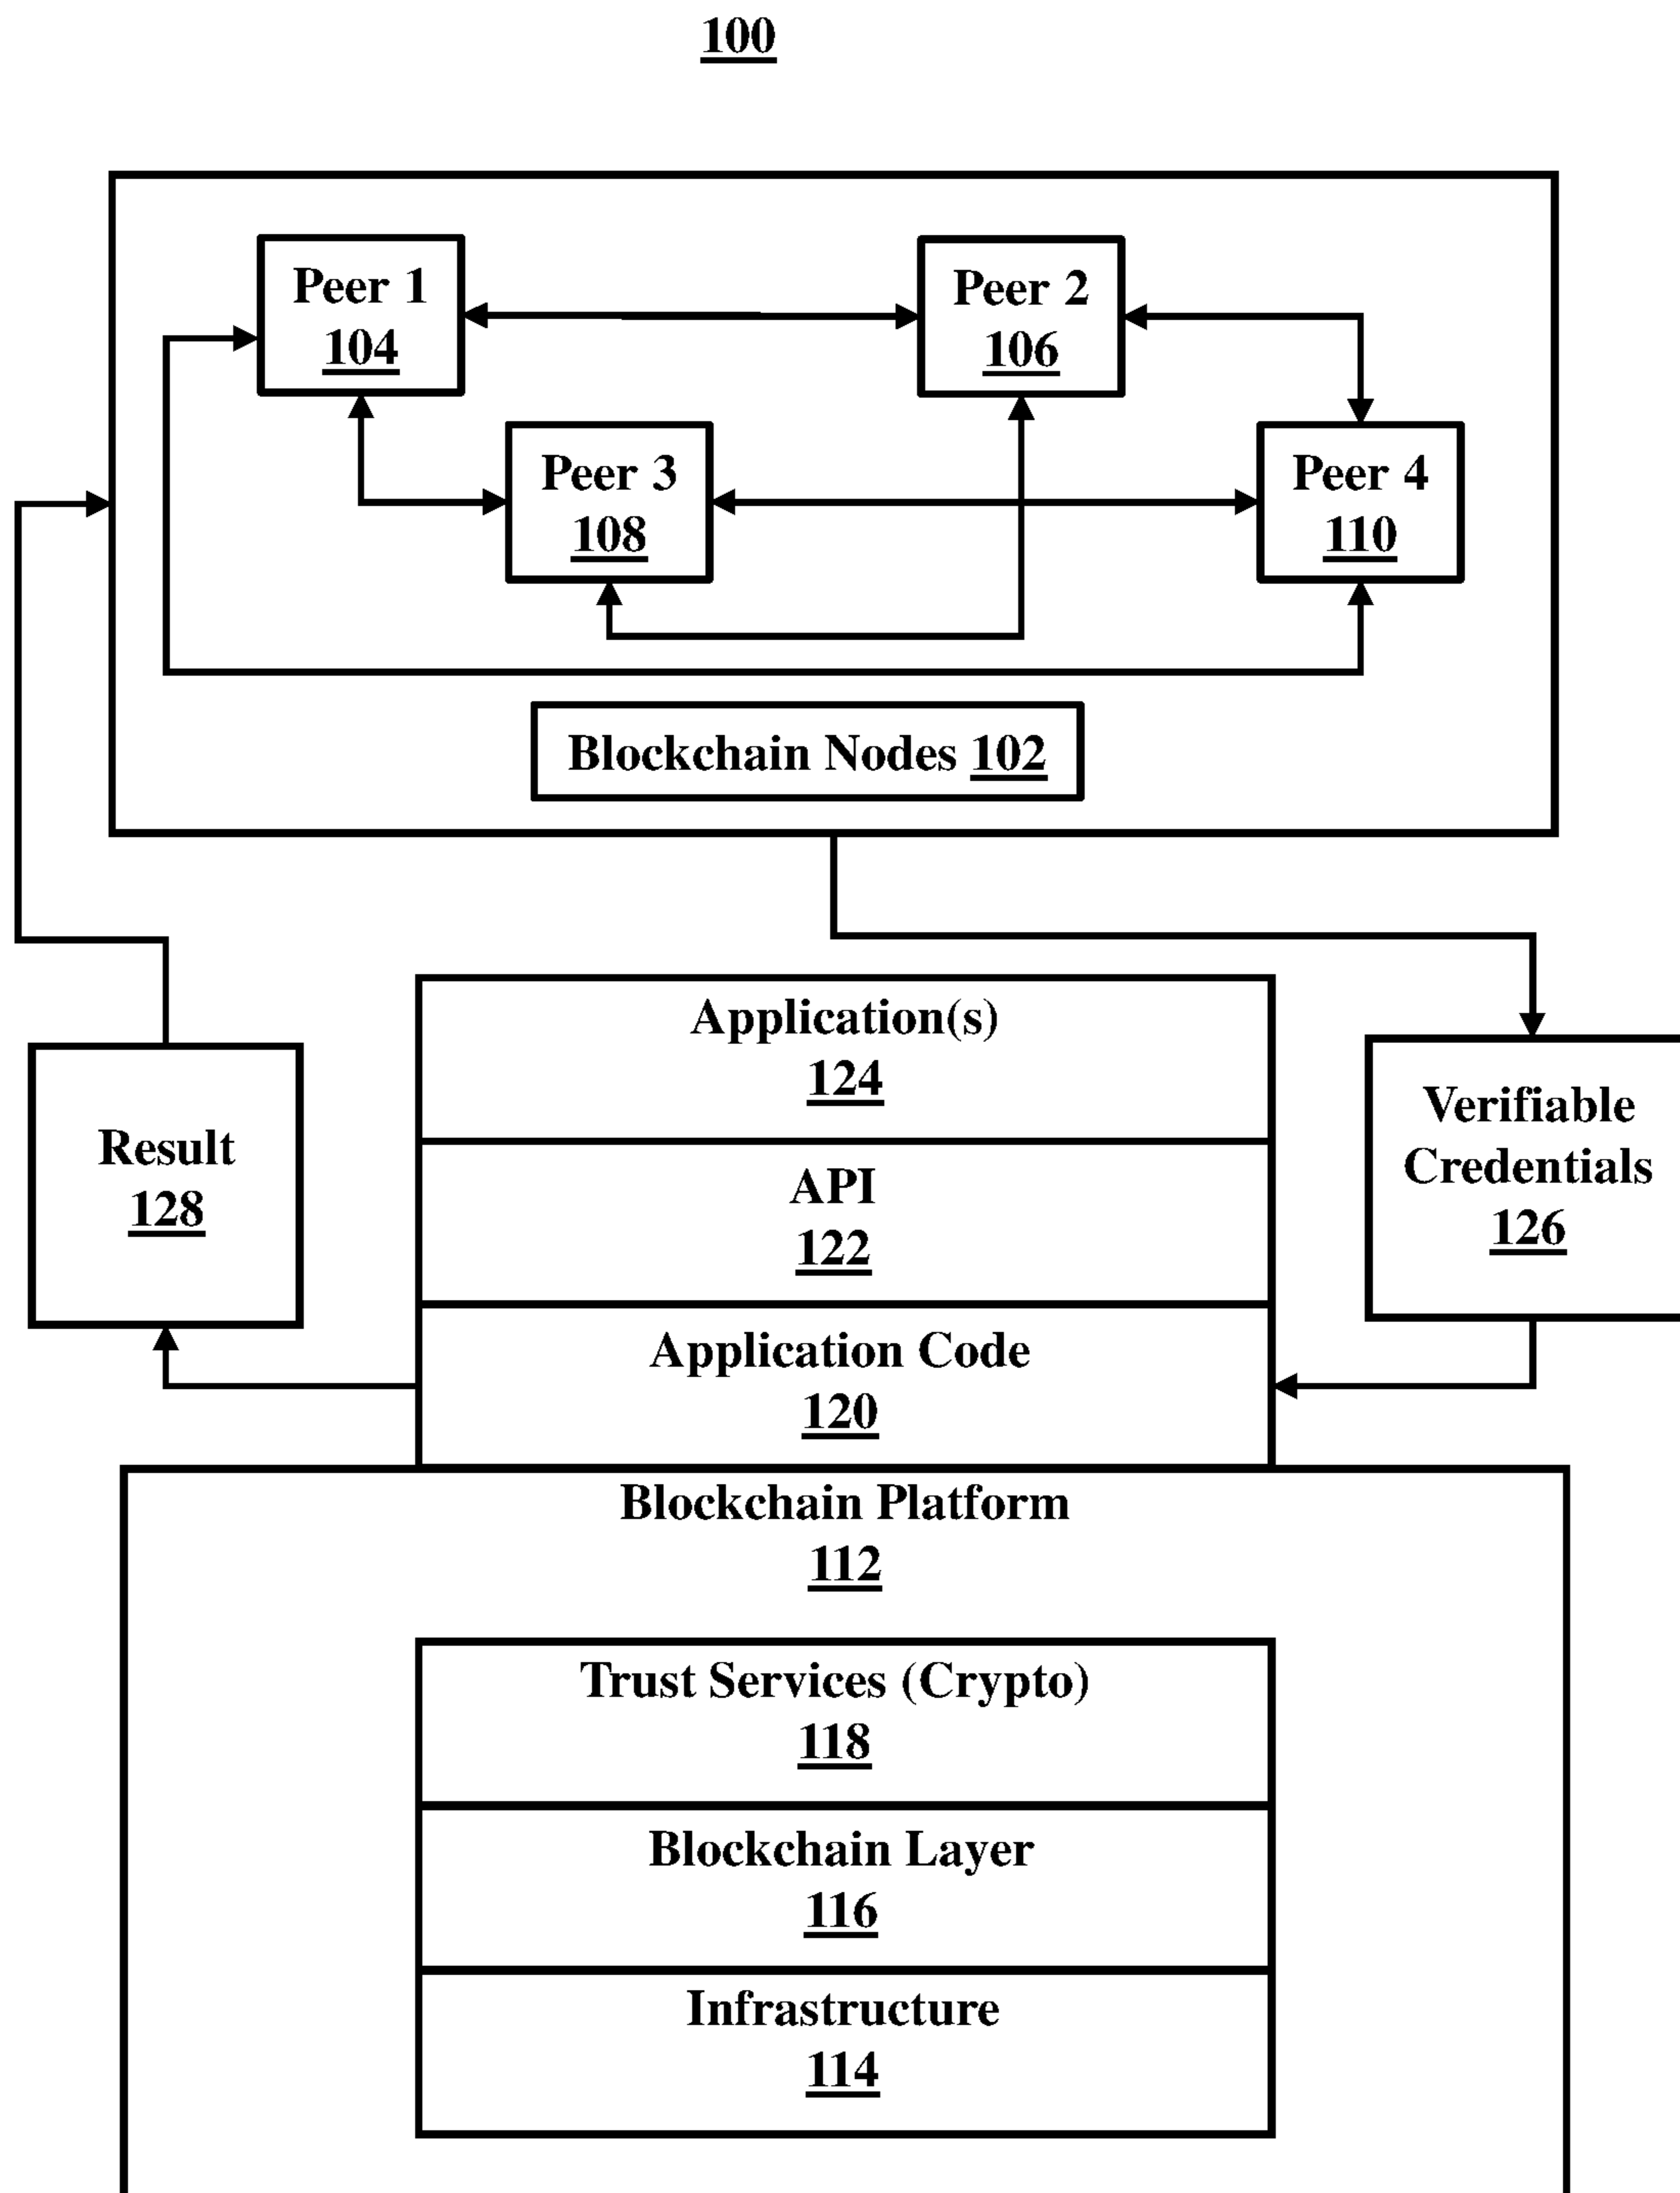 100
Peer 1
104
Peer 2
106
Peer 3
108
Peer 4
110
Blockchain Nodes 102
Application(s)
124
API
122
Application Code
120
Result
128
Verifiable
Credentials
126
Blockchain Platform
112
Trust Services (Crypto)
118
Blockchain Layer
116
Infrastructure
114